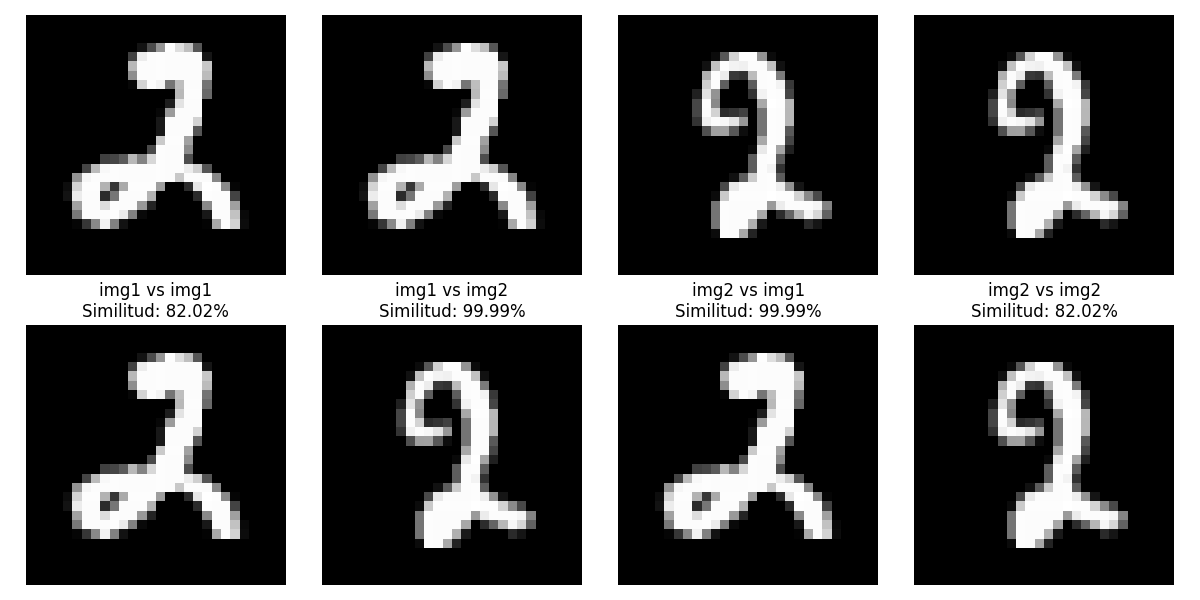 img1 vs img1
Similitud: 82.02%
img1 vs img2
Similitud: 99.99%
img2 vs img1
Similitud: 99.99%
img2 vs img2
Similitud: 82.02%